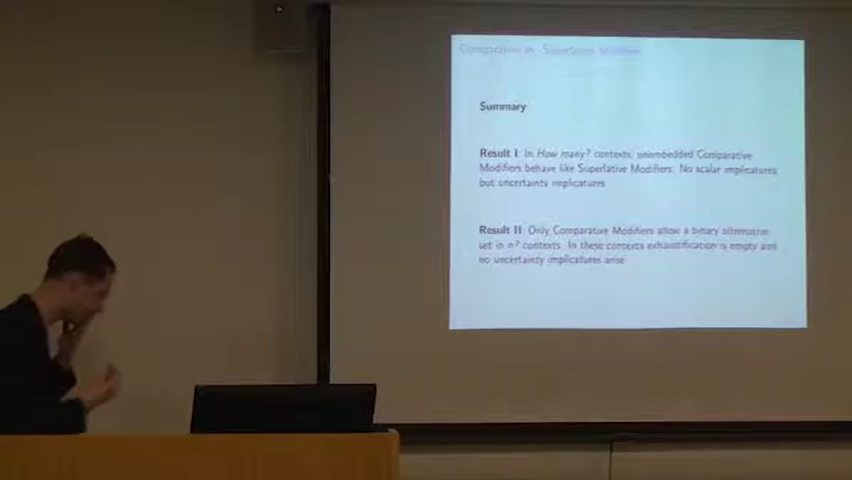 Comparative vs. Superlative Modifiers
Summary
Result I: In How many? contexts, unembedded Comparative
Modifiers behave like Superlative Modifiers. No scalar implicatures
but uncertainty implicatures
Result II: Only Comparative Modifiers allow a binary alternative
set in n? contexts. In these contexts exhaustification is empty and
no uncertainty implicatures arise